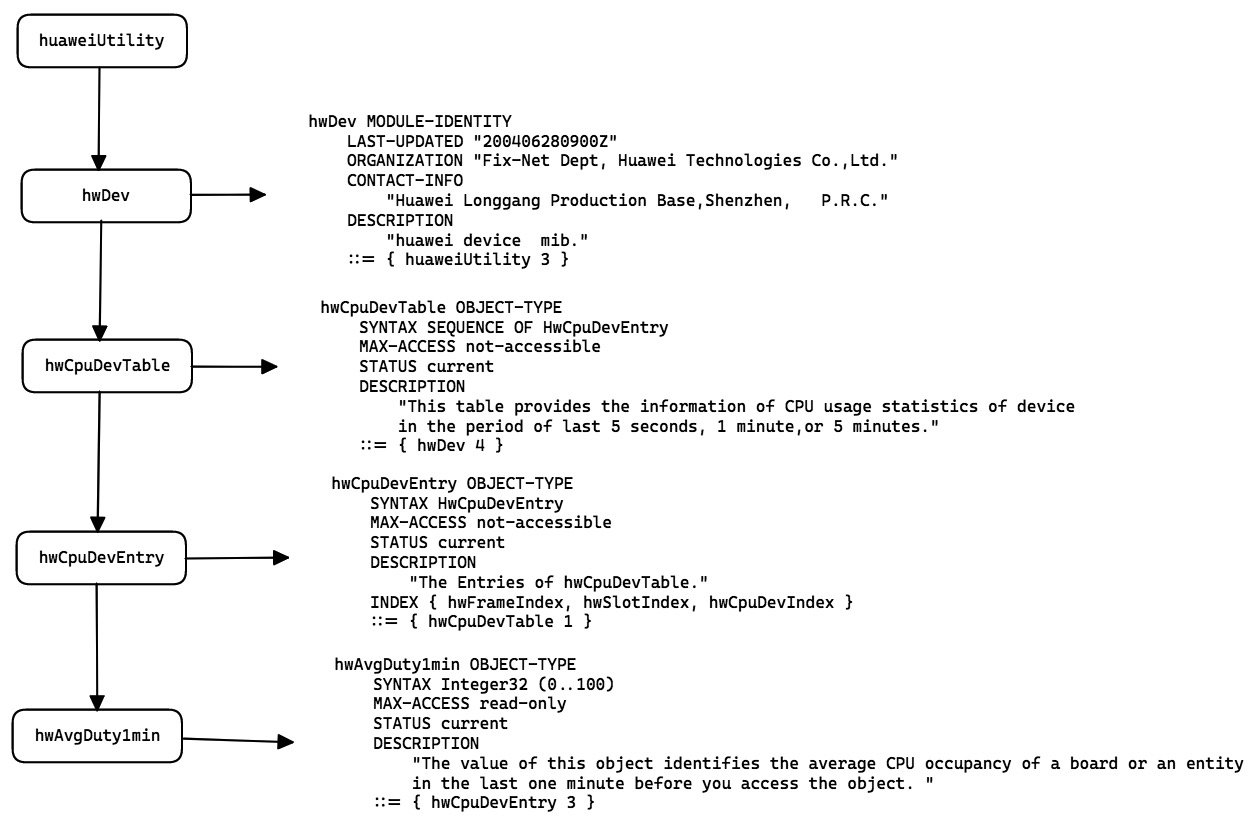 huaweiUtility
hwDev
hwDev MODULE-IDENTITY
LAST-UPDATED "200406280900Z"
ORGANIZATION "Fix-Net Dept, Huawei Technologies Co.,Ltd."
CONTACT-INFO
"Huawei Longgang Production Base,Shenzhen,   P.R.C."
DESCRIPTION
"huawei device  mib."
::= { huaweiUtility 3 }
hwCpuDevTable
hwCpuDevTable OBJECT-TYPE
SYNTAX SEQUENCE OF HwCpuDevEntry
MAX-ACCESS not-accessible
STATUS current
DESCRIPTION
"This table provides the information of CPU usage statistics of device
in the period of last 5 seconds, 1 minute,or 5 minutes."
::= { hwDev 4 }
hwCpuDevEntry
hwCpuDevEntry OBJECT-TYPE
SYNTAX HwCpuDevEntry
MAX-ACCESS not-accessible
STATUS current
DESCRIPTION
"The Entries of hwCpuDevTable."
INDEX { hwFrameIndex, hwSlotIndex, hwCpuDevIndex }
::= { hwCpuDevTable 1 }
hwAvgDuty1min
hwAvgDuty1min OBJECT-TYPE
SYNTAX Integer32 (0..100)
MAX-ACCESS read-only
STATUS current
DESCRIPTION
"The value of this object identifies the average CPU occupancy of a board or an entity
in the last one minute before you access the object. "
::= { hwCpuDevEntry 3 }